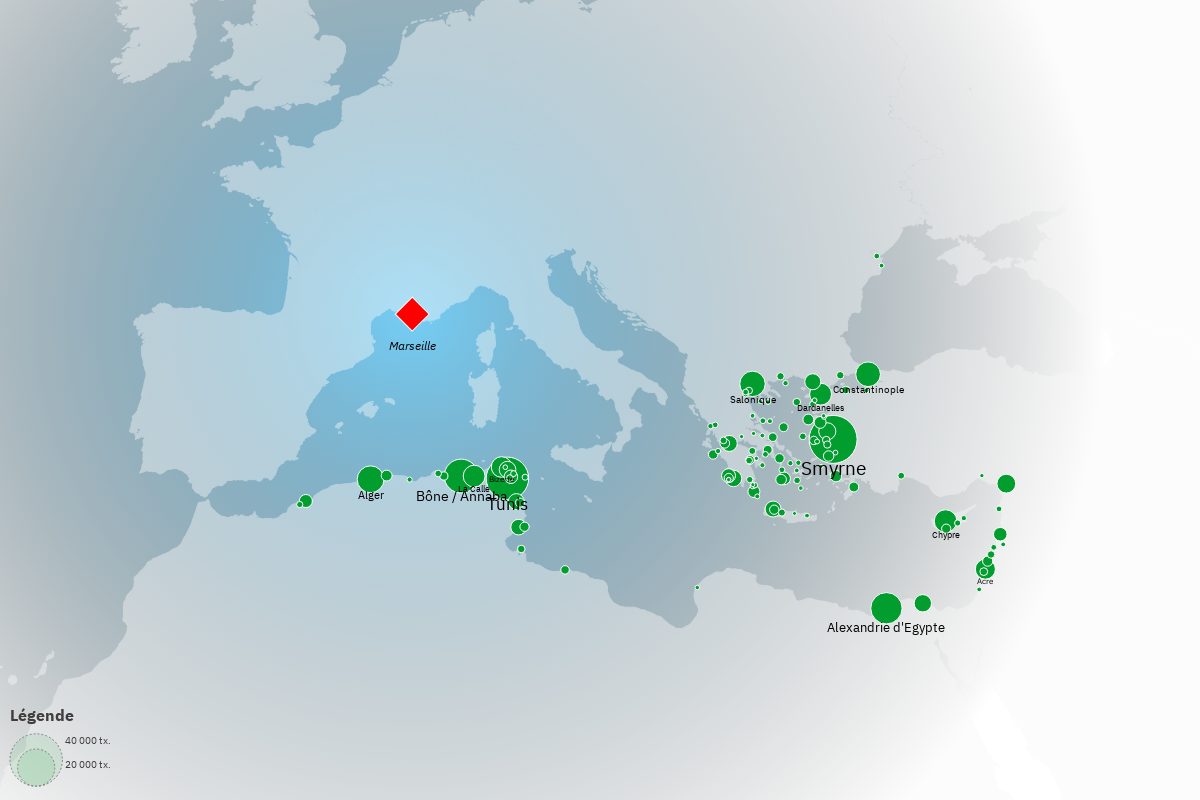 Marseille
Salonique
Constantinople
Dardanelles
Smyrne
Alger
Bône / Annaba
La Calle
Bizerte
Tunis
Chypre
Acre
Alexandrie d'Egypte
Légende
40 000 tx.
20 000 tx.